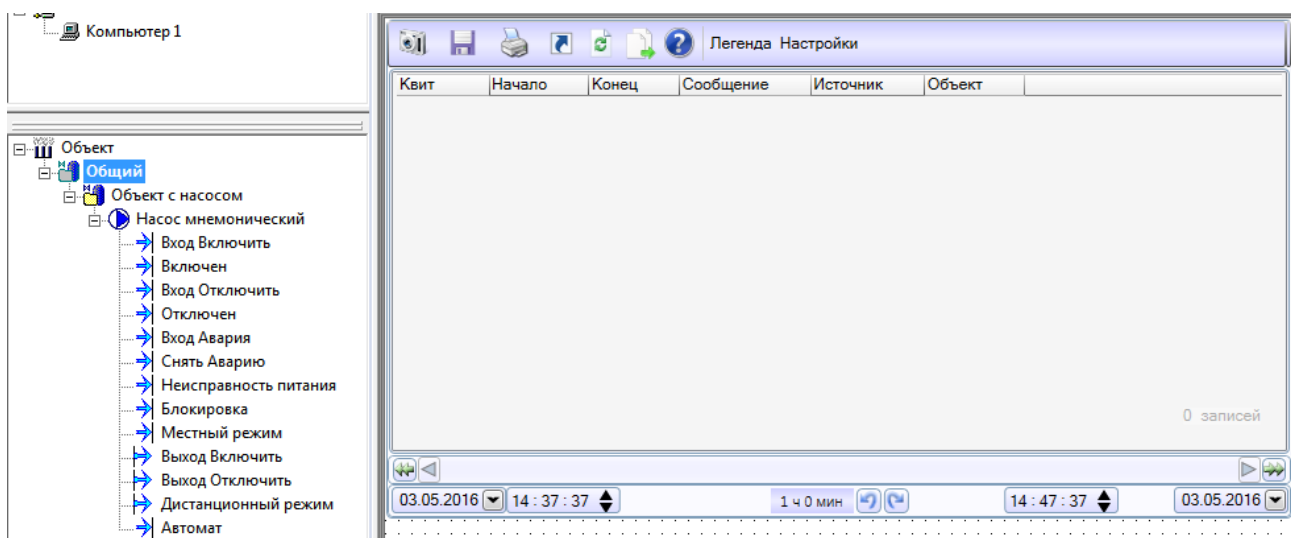 Компьютер 1
Объект
Общий
Объект с насосом
Насос мнемонический
Вход Включить
Включен
Вход Отключить
Отключен
Вход Авария
Снять Аварию
Неисправность питания
Блокировка
Местный режим
Выход Включить
Выход Отключить
Дистанционный режим
Автомат
Легенда Настройки
Квит Начало Конец Сообщение Источник Объект
0 записей
03.05.2016 14 : 37 : 37 1 ч 0 мин 14 : 47 : 37 03.05.2016